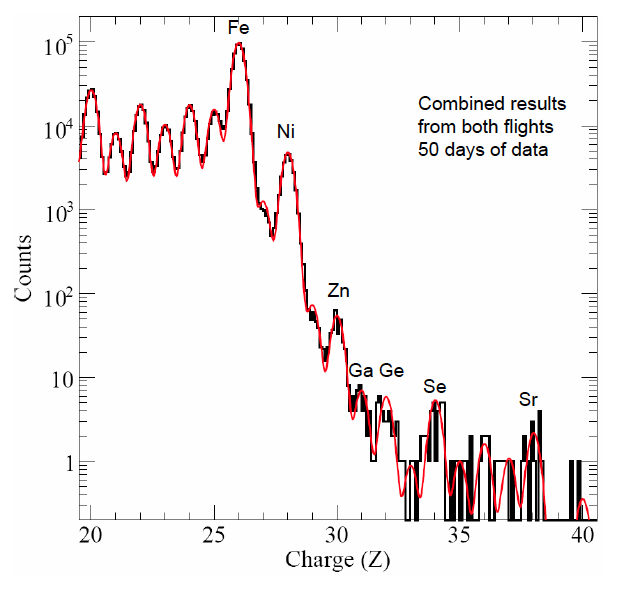 Fe
10^5
Combined results
from both flights
50 days of data
Ni
10^4
10^3
Counts
Zn
10^2
Ga Ge
10
Se
Sr
1
20 25 30 35 40
Charge (Z)